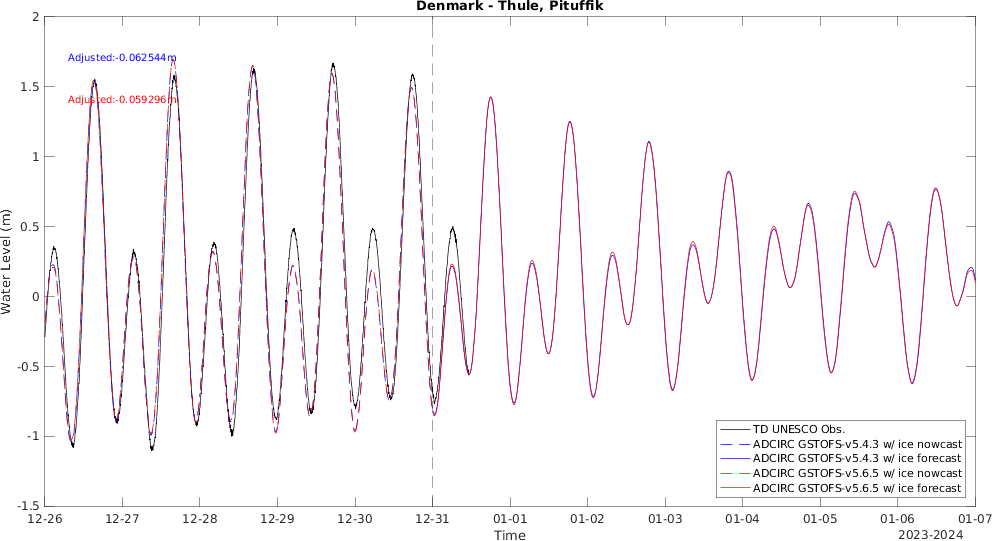 Denmark - Thule, Pituffik
2
1.5
1
0.5
0
-0.5
-1
-1.5
Water Level (m)
Adjusted:-0.062544m
Adjusted:-0.059296m
TD UNESCO Obs.
ADCIRC GSTOFS-v5.4.3 w/ ice nowcast
ADCIRC GSTOFS-v5.4.3 w/ ice forecast
ADCIRC GSTOFS-v5.6.5 w/ ice nowcast
ADCIRC GSTOFS-v5.6.5 w/ ice forecast
12-26 12-27 12-28 12-29 12-30 12-31 01-01 01-02 01-03 01-04 01-05 01-06 01-07
Time
2023-2024